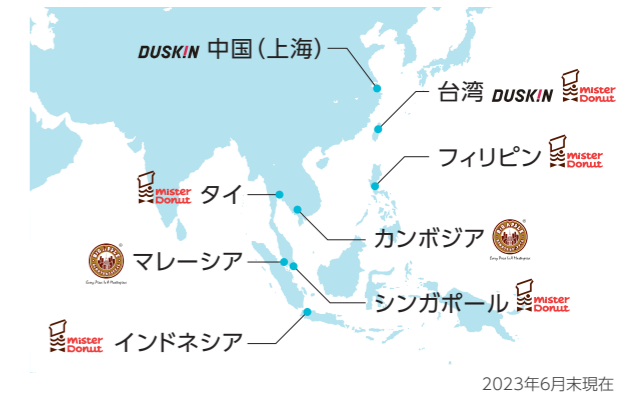 DUSKIN 中国（上海）
台湾 DUSKIN mister Donut
フィリピン mister Donut
mister Donut タイ
カンボジア
マレーシア
シンガポール mister Donut
mister Donut インドネシア
2023年6月末現在